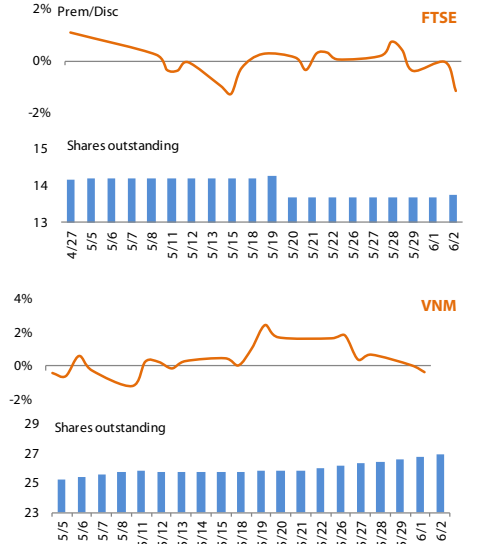 2% Prem/Disc
FTSE
0%
-2%
15
Shares outstanding
14
13
4/27 5/5 5/6 5/7 5/8 5/11 5/12 5/13 5/15 5/18 5/19 5/20 5/21 5/22 5/26 5/27 5/28 5/29 6/1 6/2
4%
VNM
2%
0%
-2%
29
Shares outstanding
27
25
23
5/5 5/6 5/7 5/8 5/11 5/12 5/13 5/14 5/15 5/18 5/19 5/20 5/21 5/22 5/26 5/27 5/28 5/29 6/1 6/2